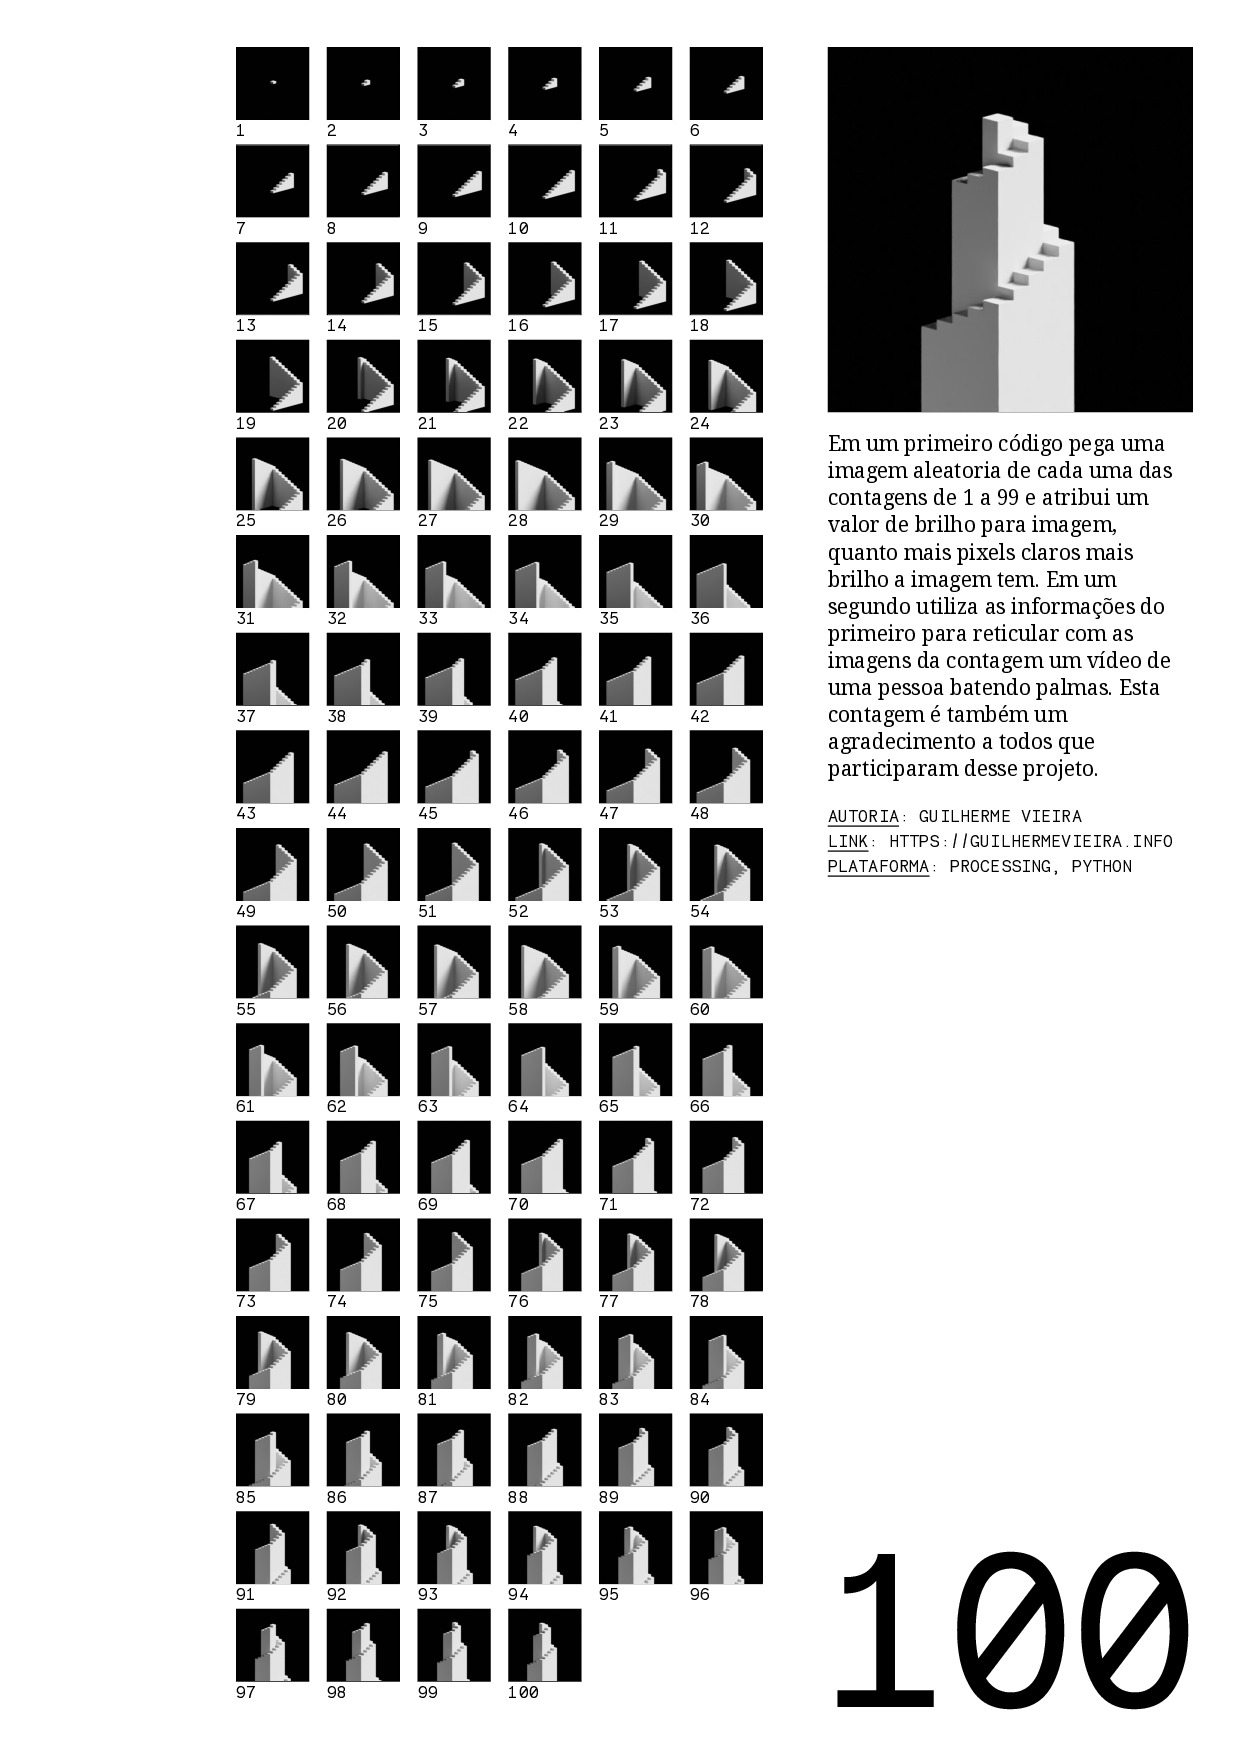 1 2 3 4 5 6
7 8 9 10 11 12
13 14 15 16 17 18
19 20 21 22 23 24
25 26 27 28 29 30
31 32 33 34 35 36
37 38 39 40 41 42
43 44 45 46 47 48
49 50 51 52 53 54
55 56 57 58 59 60
61 62 63 64 65 66
67 68 69 70 71 72
73 74 75 76 77 78
79 80 81 82 83 84
85 86 87 88 89 90
91 92 93 94 95 96
97 98 99 100
Em um primeiro código pega uma
imagem aleatoria de cada uma das
contagens de 1 a 99 e atribui um
valor de brilho para imagem,
quanto mais pixels claros mais
brilho a imagem tem. Em um
segundo utiliza as informações do
primeiro para reticular com as
imagens da contagem um vídeo de
uma pessoa batendo palmas. Esta
contagem é também um
agradecimento a todos que
participaram desse projeto.
AUTORIA: GUILHERME VIEIRA
LINK: HTTPS://GUILHERMEVIEIRA.INFO
PLATAFORMA: PROCESSING, PYTHON
100